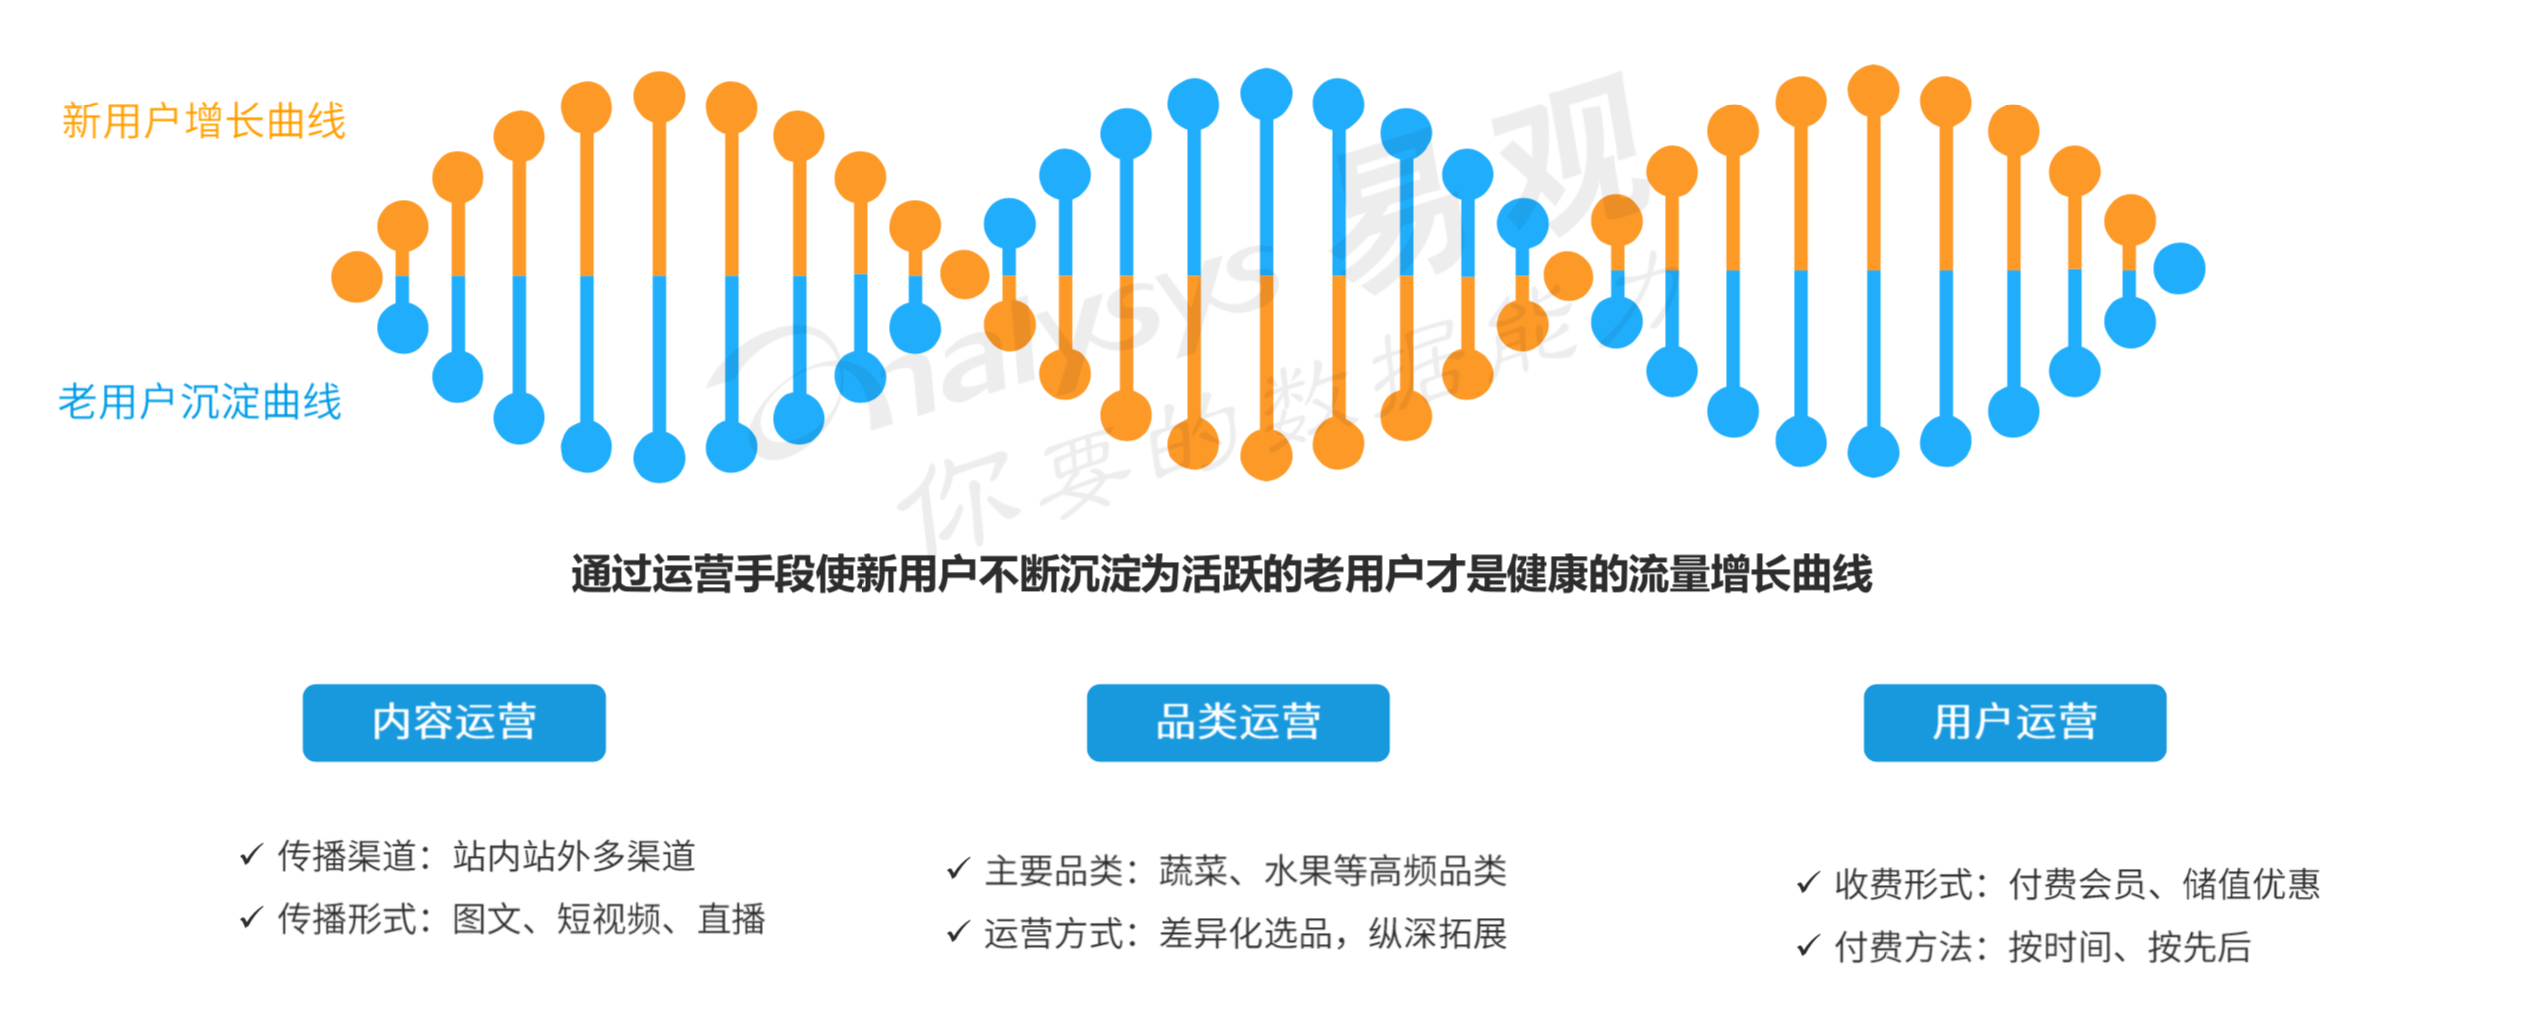 新用户增长曲线
老用户沉淀曲线
nalysys 易观
你要的数据能力
通过运营手段使新用户不断沉淀为活跃的老用户才是健康的流量增长曲线
内容运营
✓ 传播渠道：站内站外多渠道
✓ 传播形式：图文、短视频、直播
品类运营
✓ 主要品类：蔬菜、水果等高频品类
✓ 运营方式：差异化选品，纵深拓展
用户运营
✓ 收费形式：付费会员、储值优惠
✓ 付费方法：按时间、按先后